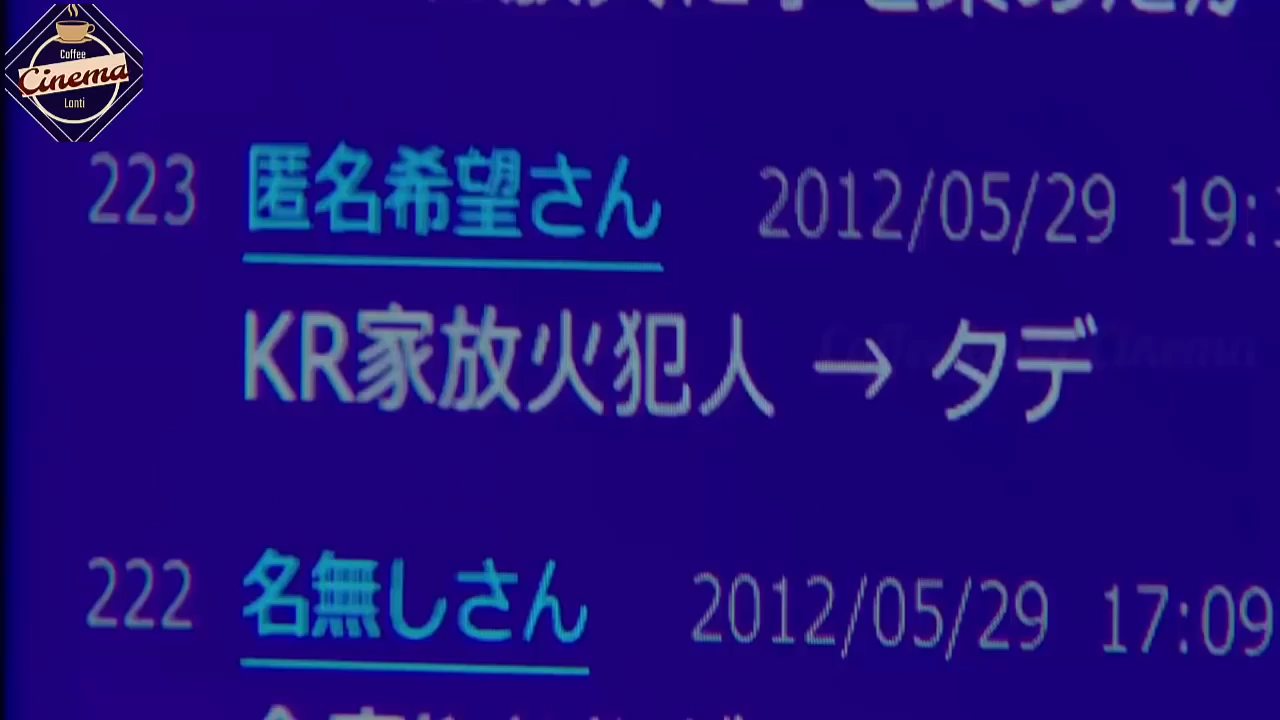 Coffee
Cinema
Lanti
223 匿名希望さん 2012/05/29 19:
KR家放火犯人 → タデ
222 名無しさん 2012/05/29 17:09